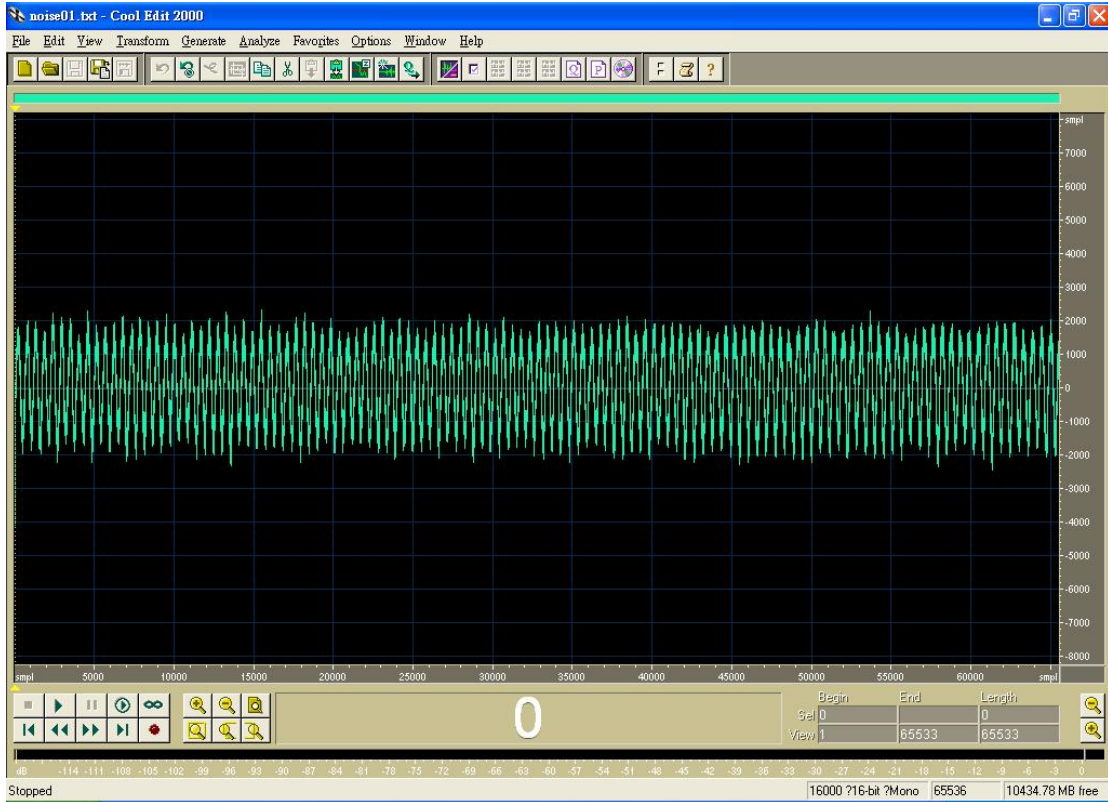 noise01.txt - Cool Edit 2000
File Edit View Transform Generate Analyze Favorites Options Window Help
F ?
smpl
7000
6000
5000
4000
3000
2000
1000
0
-1000
-2000
-3000
-4000
-5000
-6000
-7000
-8000
smpl 5000 10000 15000 20000 25000 30000 35000 40000 45000 50000 55000 60000 smpl
0
Begin End Length
Sel 0 0
View 1 65533 65533
dB -114 -111 -108 -105 -102 -99 -96 -93 -90 -87 -84 -81 -78 -75 -72 -69 -66 -63 -60 -57 -54 -51 -48 -45 -42 -39 -36 -33 -30 -27 -24 -21 -18 -15 -12 -9 -6 -3 0
Stopped 16000 ?16-bit ?Mono 65536 10434.78 MB free